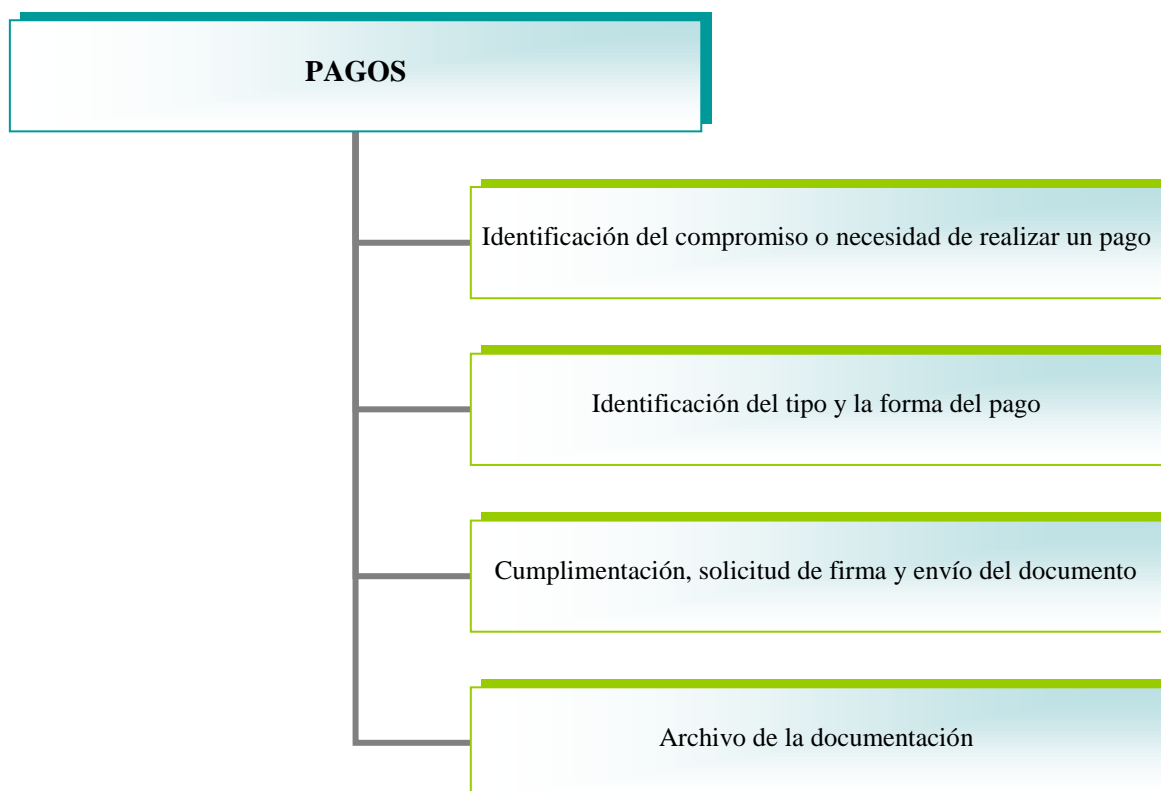 PAGOS
Identificación del compromiso o necesidad de realizar un pago
Identificación del tipo y la forma del pago
Cumplimentación, solicitud de firma y envío del documento
Archivo de la documentación